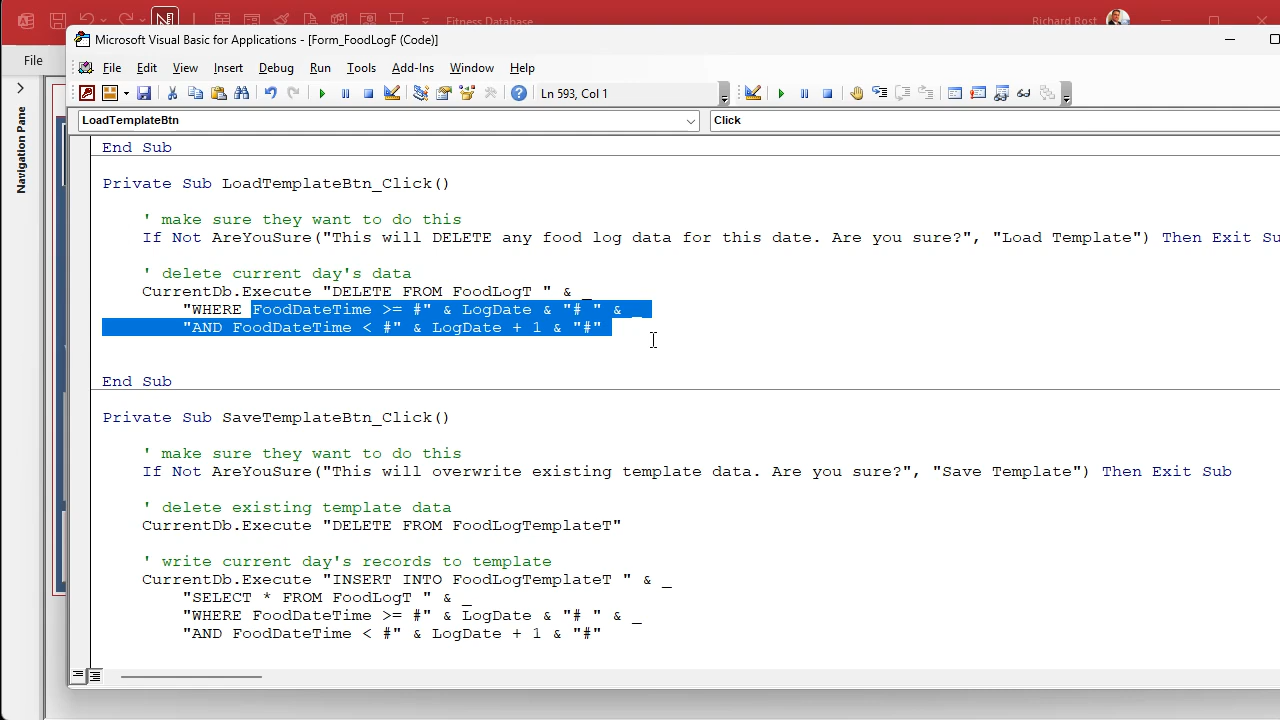 Fitness Database
Richard Rost
Microsoft Visual Basic for Applications - [Form_FoodLogF (Code)]
File
File Edit View Insert Debug Run Tools Add-Ins Window Help
Ln 593, Col 1
LoadTemplateBtn
Click
Navigation Pane
End Sub
Private Sub LoadTemplateBtn_Click()
' make sure they want to do this
If Not AreYouSure("This will DELETE any food log data for this date. Are you sure?", "Load Template") Then Exit Su
' delete current day's data
CurrentDb.Execute "DELETE FROM FoodLogT " & _
"WHERE FoodDateTime >= #" & LogDate & "# " & _
"AND FoodDateTime < #" & LogDate + 1 & "#"
End Sub
Private Sub SaveTemplateBtn_Click()
' make sure they want to do this
If Not AreYouSure("This will overwrite existing template data. Are you sure?", "Save Template") Then Exit Sub
' delete existing template data
CurrentDb.Execute "DELETE FROM FoodLogTemplateT"
' write current day's records to template
CurrentDb.Execute "INSERT INTO FoodLogTemplateT " & _
"SELECT * FROM FoodLogT " & _
"WHERE FoodDateTime >= #" & LogDate & "# " & _
"AND FoodDateTime < #" & LogDate + 1 & "#"